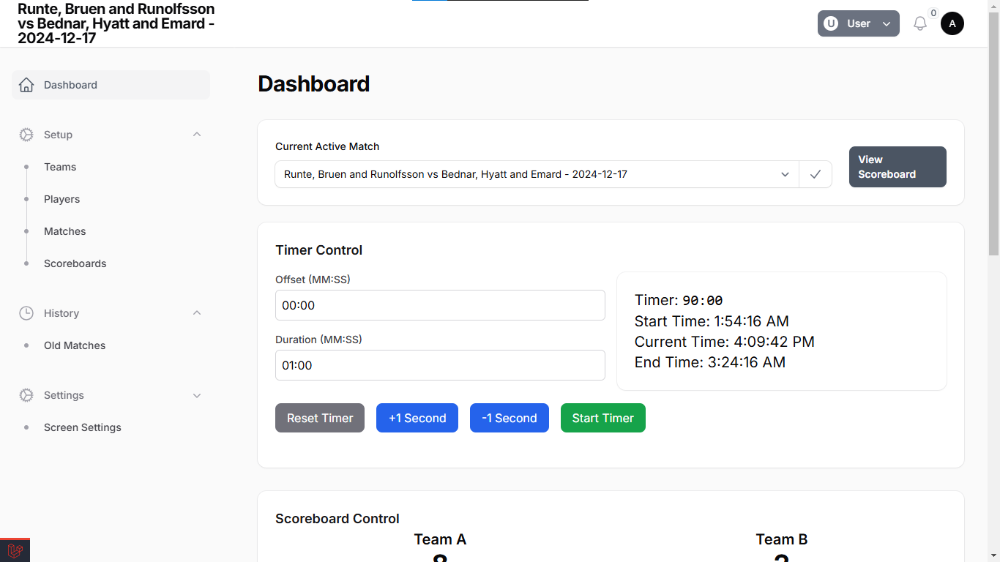 Runte, Bruen and Runolfsson
vs Bednar, Hyatt and Emard -
2024-12-17
U User
0
A
Dashboard
Setup
Teams
Players
Matches
Scoreboards
History
Old Matches
Settings
Screen Settings
Dashboard
Current Active Match
Runte, Bruen and Runolfsson vs Bednar, Hyatt and Emard - 2024-12-17
View
Scoreboard
Timer Control
Offset (MM:SS)
00:00
Duration (MM:SS)
01:00
Timer: 90:00
Start Time: 1:54:16 AM
Current Time: 4:09:42 PM
End Time: 3:24:16 AM
Reset Timer
+1 Second
-1 Second
Start Timer
Scoreboard Control
Team A
Team B